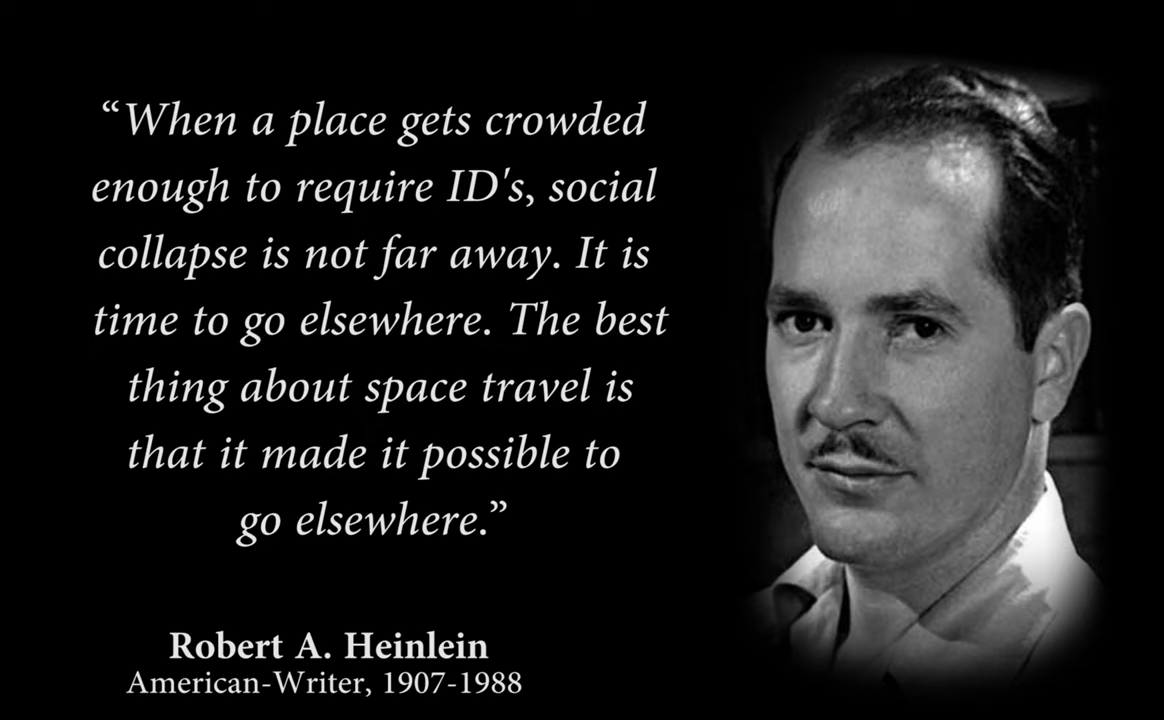 “When a place gets crowded
enough to require ID's, social
collapse is not far away. It is
time to go elsewhere. The best
thing about space travel is
that it made it possible to
go elsewhere.”
Robert A. Heinlein
American-Writer, 1907-1988